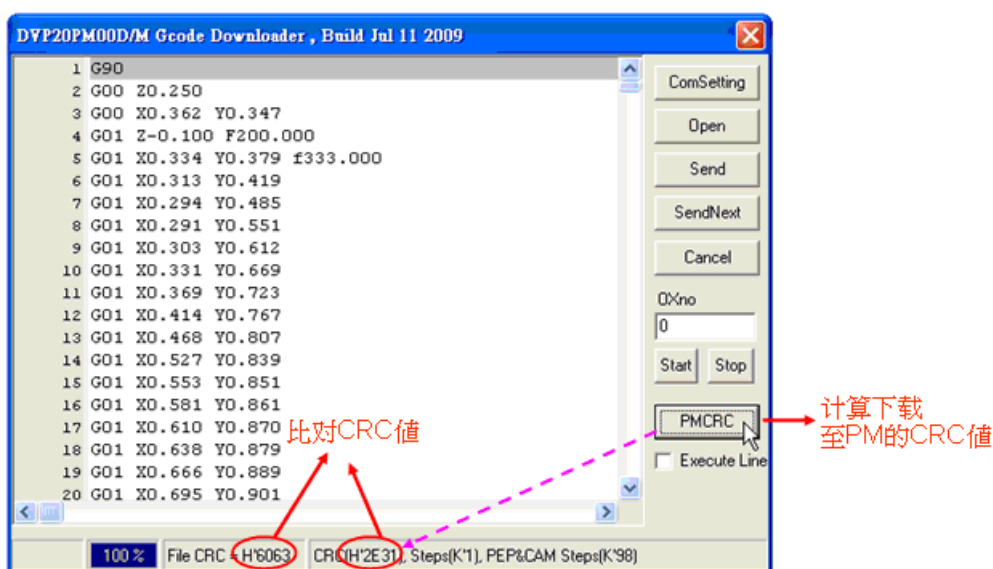 DVP20PM00D/M Gcode Downloader , Build Jul 11 2009
1 G90
2 G00 Z0.250
3 G00 X0.362 Y0.347
4 G01 Z-0.100 F200.000
5 G01 X0.334 Y0.379 f333.000
6 G01 X0.313 Y0.419
7 G01 X0.294 Y0.485
8 G01 X0.291 Y0.551
9 G01 X0.303 Y0.612
10 G01 X0.331 Y0.669
11 G01 X0.369 Y0.723
12 G01 X0.414 Y0.767
13 G01 X0.468 Y0.807
14 G01 X0.527 Y0.839
15 G01 X0.553 Y0.851
16 G01 X0.581 Y0.861
17 G01 X0.610 Y0.870
18 G01 X0.638 Y0.879
19 G01 X0.666 Y0.889
20 G01 X0.695 Y0.901
比对CRC值
ComSetting
Open
Send
SendNext
Cancel
OXno
0
Start Stop
PMCRC
Execute Line
计算下载
至PM的CRC值
100 % File CRC = H'6063 CRC(H'2E31), Steps(K'1), PEP&CAM Steps(K'98)